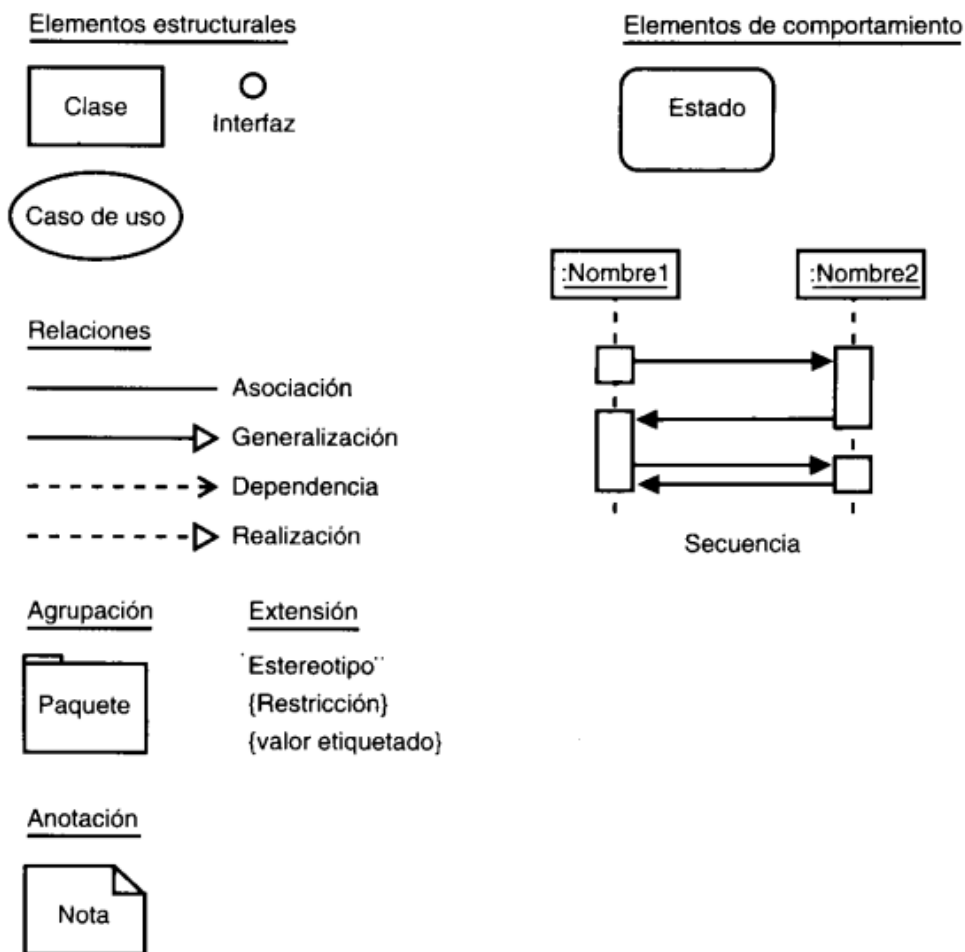 Elementos estructurales
Clase
Interfaz
Caso de uso
Relaciones
Asociación
Generalización
Dependencia
Realización
Agrupación
Paquete
Extensión
Estereotipo
{Restricción}
{valor etiquetado}
Anotación
Nota
Elementos de comportamiento
Estado
:Nombre1
:Nombre2
Secuencia